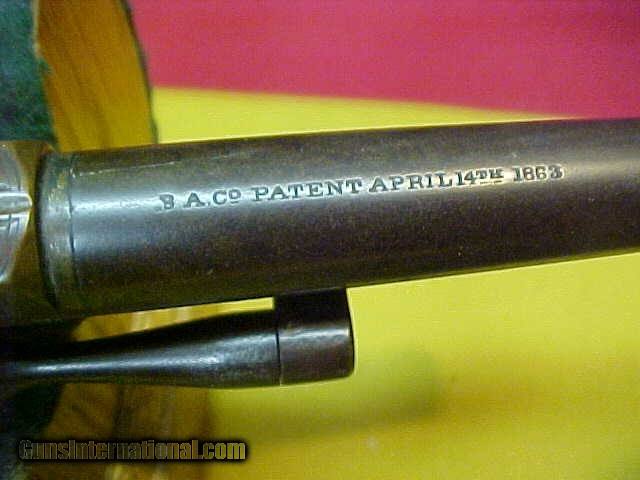 B A. Co PATENT APRIL 14TH 1863
GunsInternational.com